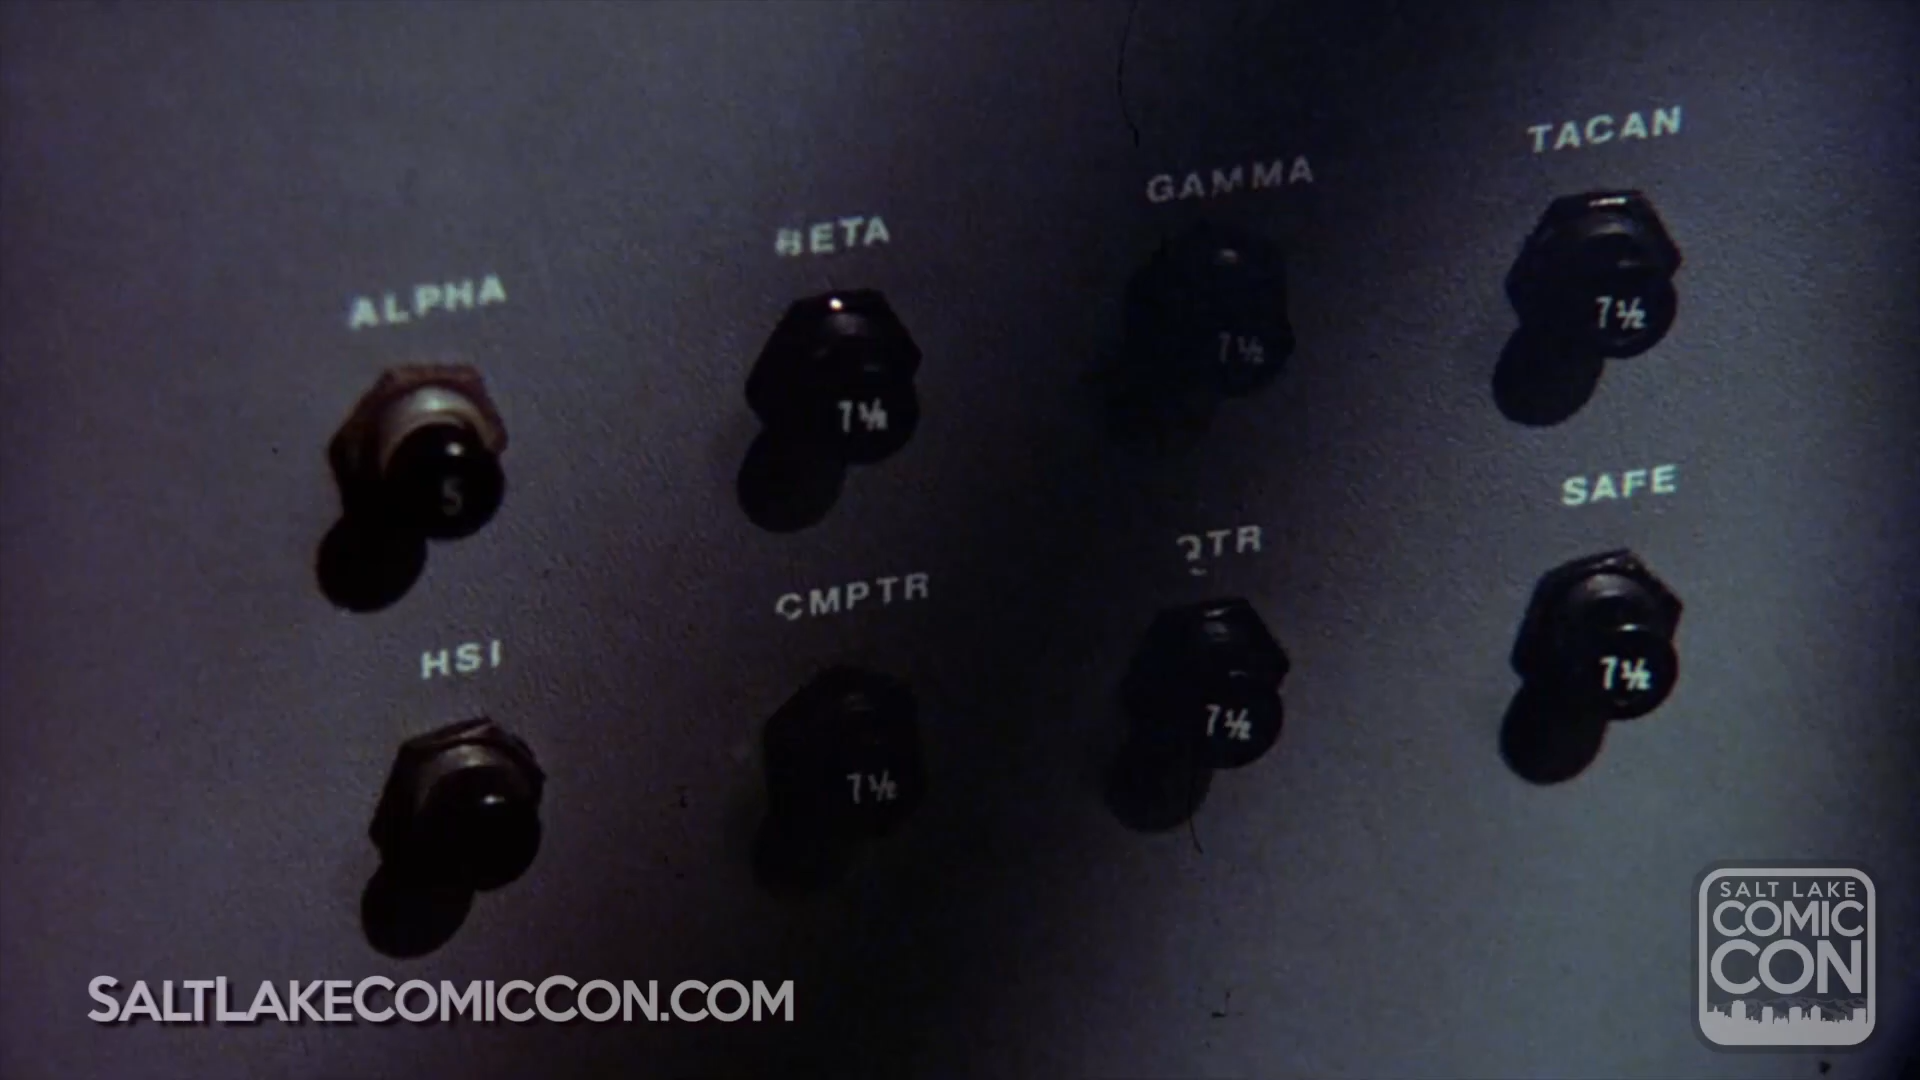 TACAN
GAMMA
BETA
ALPHA
7½
7½
7½
5
SAFE
CMPTR
HSI
7½
7½
7½
SALTLAKECOMICCON.COM
SALT LAKE
COMIC
CON